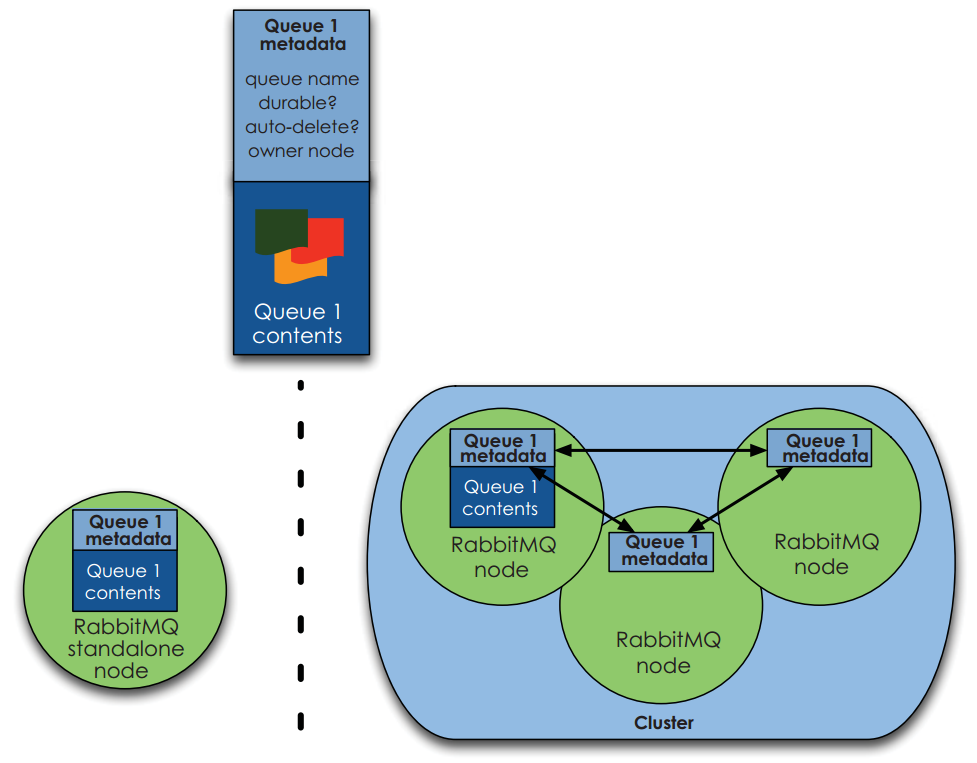 Queue 1
metadata
queue name
durable?
auto-delete?
owner node
Queue 1
contents
Queue 1
metadata
Queue 1
contents
RabbitMQ
standalone
node
Queue 1
metadata
Queue 1
contents
RabbitMQ
node
Queue 1
metadata
RabbitMQ
node
Queue 1
metadata
RabbitMQ
node
Cluster